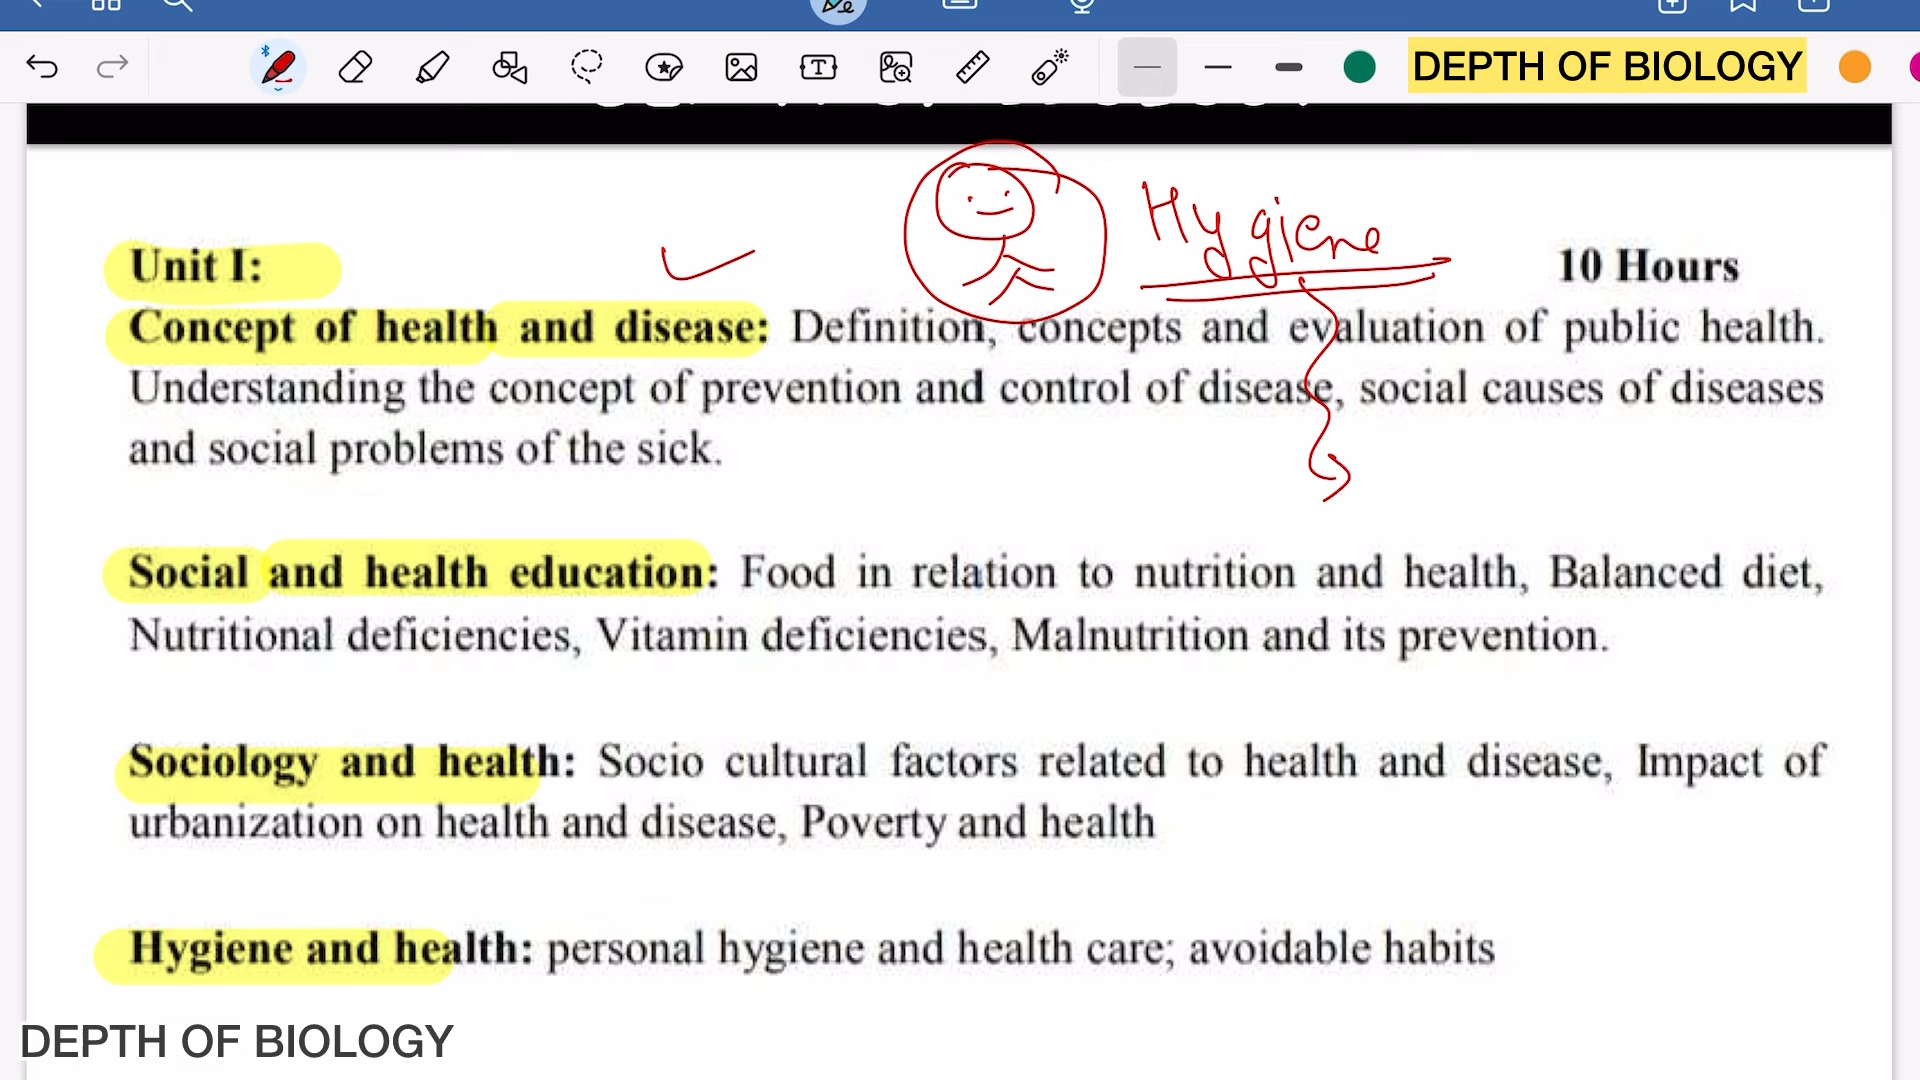 DEPTH OF BIOLOGY
Hygiene
Unit I: 10 Hours
Concept of health and disease: Definition, concepts and evaluation of public health.
Understanding the concept of prevention and control of disease, social causes of diseases
and social problems of the sick.
Social and health education: Food in relation to nutrition and health, Balanced diet,
Nutritional deficiencies, Vitamin deficiencies, Malnutrition and its prevention.
Sociology and health: Socio cultural factors related to health and disease, Impact of
urbanization on health and disease, Poverty and health
Hygiene and health: personal hygiene and health care; avoidable habits
DEPTH OF BIOLOGY